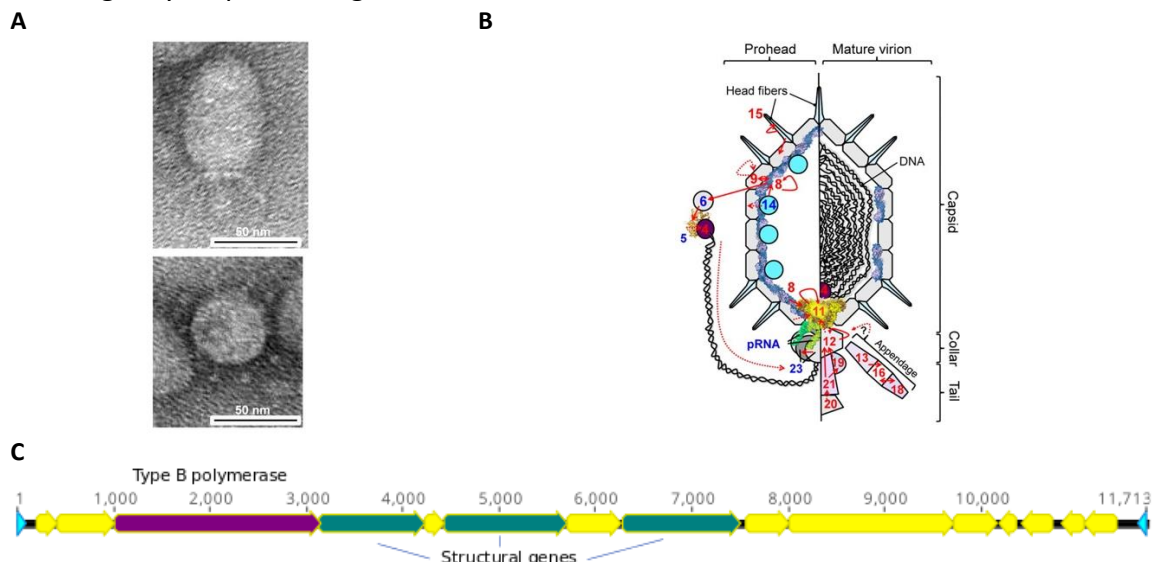 A
B
50 nm
50 nm
Prohead
Mature virion
Head fibers
15
DNA
9
8
6
14
4
5
Capsid
8
11
pRNA
12
?
Appendage
23
19
13
16
18
21
20
Collar
Tail
C
Type B polymerase
1
1,000
2,000
3,000
4,000
5,000
6,000
7,000
8,000
9,000
10,000
11,713
Structural genes